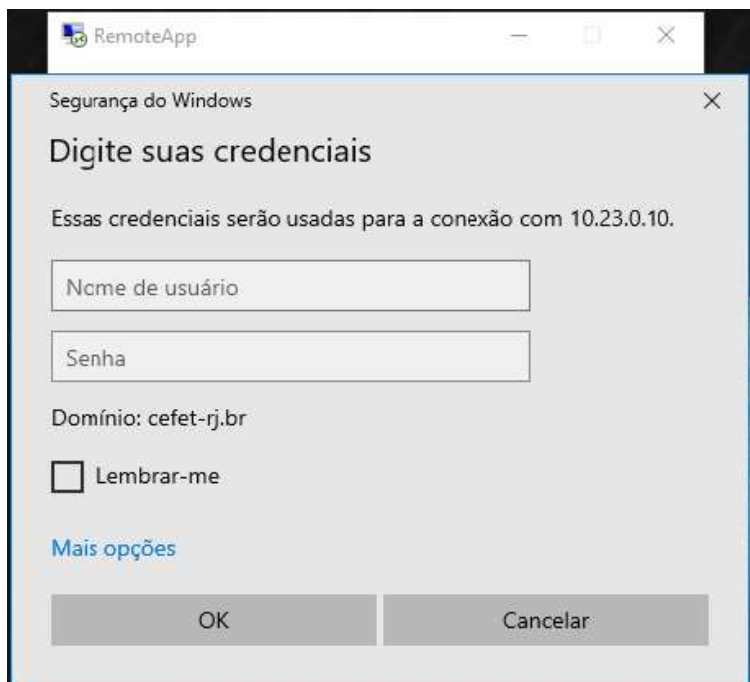 RemoteApp
Segurança do Windows
Digite suas credenciais
Essas credenciais serão usadas para a conexão com 10.23.0.10.
Nome de usuário
Senha
Domínio: cefet-rj.br
Lembrar-me
Mais opções
OK
Cancelar